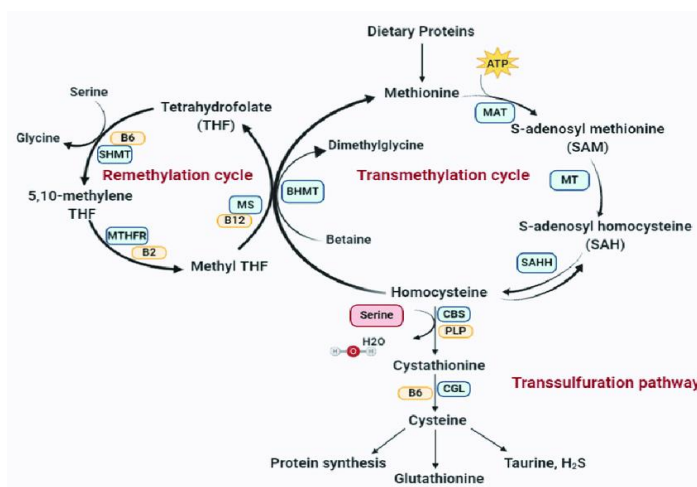 Dietary Proteins
ATP
Methionine
MAT
Serine
Tetrahydrofolate
(THF)
S-adenosyl methionine
(SAM)
Glycine
B6
SHMT
Dimethylglycine
Remethylation cycle
Transmethylation cycle
MT
5,10-methylene
THF
BHMT
MS
B12
MTHFR
B2
Betaine
S-adenosyl homocysteine
(SAH)
Methyl THF
SAHH
Homocysteine
Serine
CBS
PLP
H2O
H
O
H
Cystathionine
Transsulfuration pathway
B6
CGL
Cysteine
Protein synthesis
Taurine, H₂S
Glutathionine